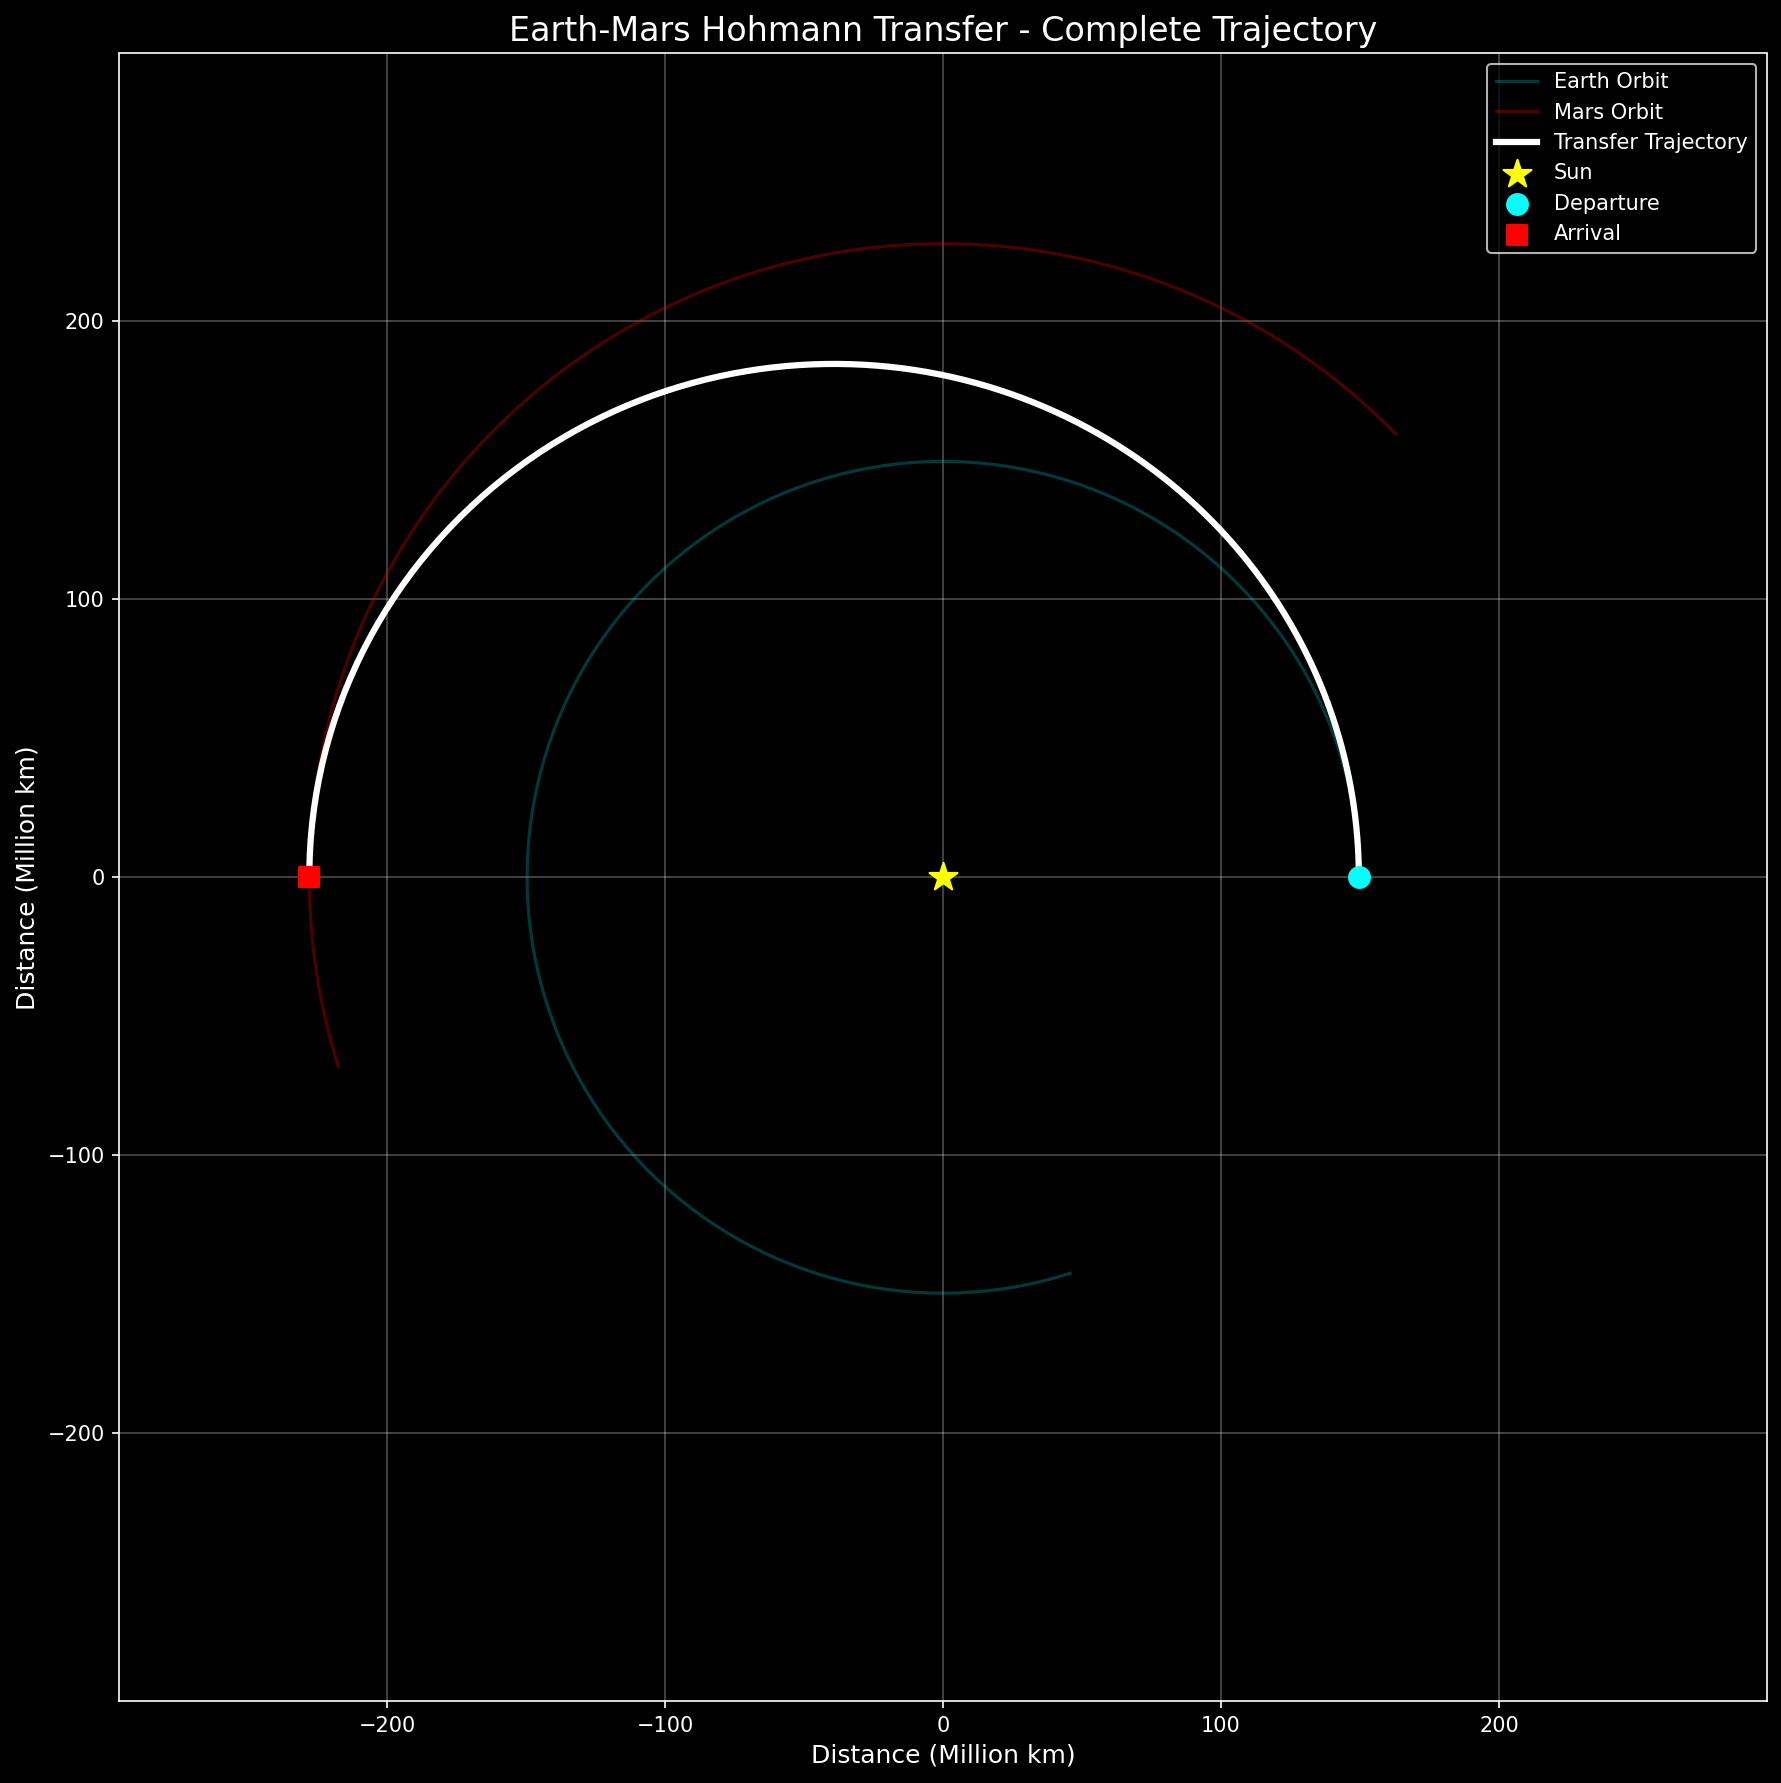 Earth-Mars Hohmann Transfer - Complete Trajectory
Earth Orbit
Mars Orbit
Transfer Trajectory
Sun
Departure
Arrival
200
100
0
−100
−200
Distance (Million km)
−200
−100
0
100
200
Distance (Million km)